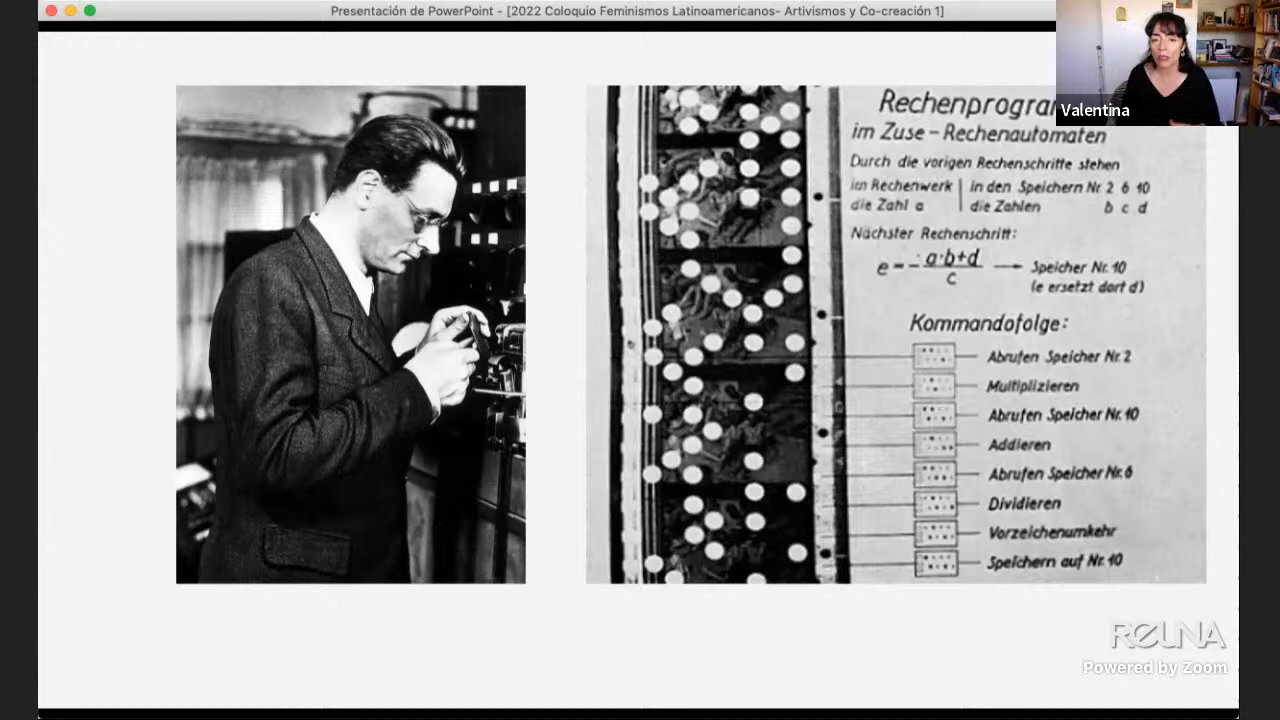 Presentación de PowerPoint - [2022 Coloquio Feminismos Latinoamericanos- Artivismos y Co-creación 1]
Valentina
Rechenprogra
im Zuse - Rechenautomaten
Durch die vorigen Rechenschritte stehen
im Rechenwerk | in den Speichern Nr 2 6 10
die Zahl a | die Zahlen b c d
Nächster Rechenschritt:
e = - a·b+d / c → Speicher Nr. 10
(e ersetzt dort d)
Kommandofolge:
Abrufen Speicher Nr. 2
Multiplizieren
Abrufen Speicher Nr. 10
Addieren
Abrufen Speicher Nr. 6
Dividieren
Vorzeichenumkehr
Speichern auf Nr. 10
REUNA
Powered by Zoom